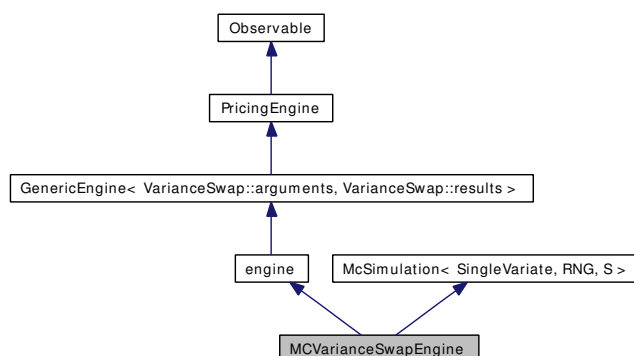 Observable
PricingEngine
GenericEngine< VarianceSwap::arguments, VarianceSwap::results >
engine
McSimulation< SingleVariate, RNG, S >
MCVarianceSwapEngine